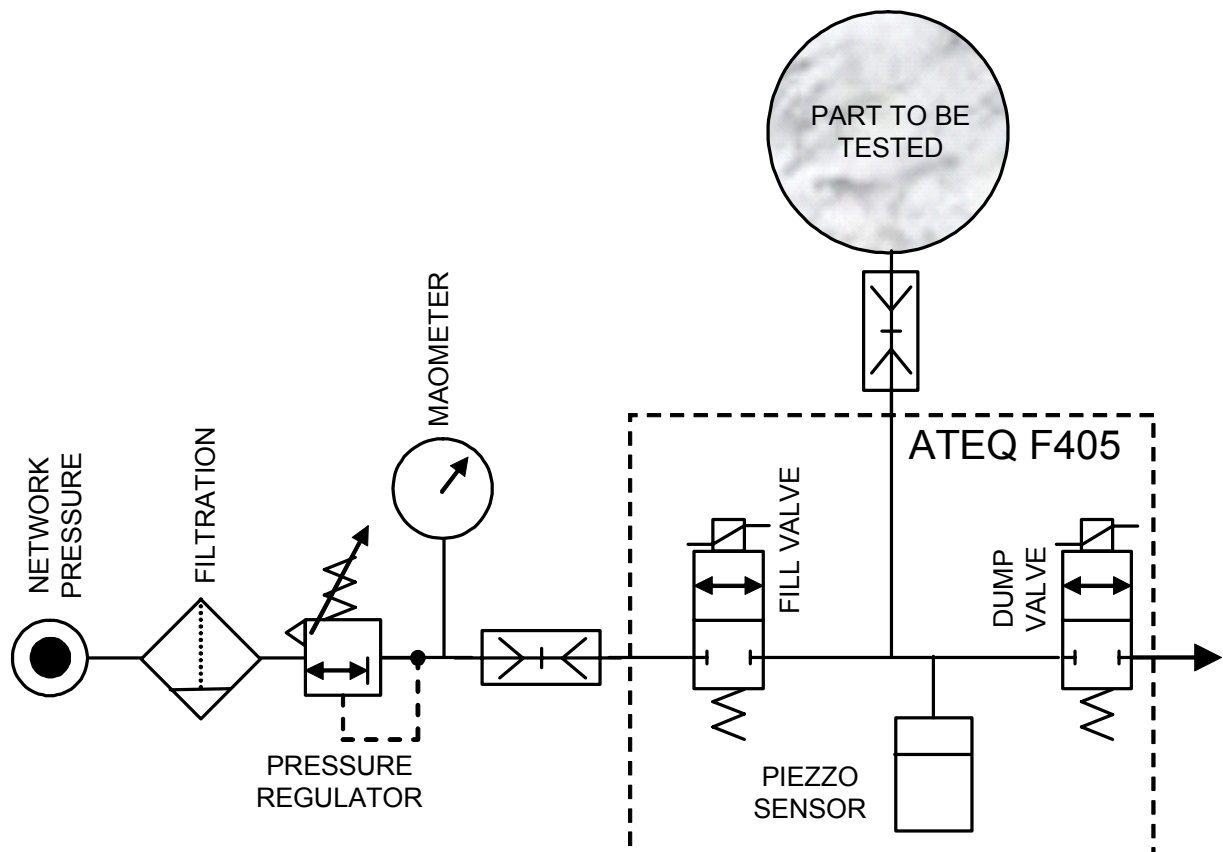 PART TO BE
TESTED
MAOMETER
ATEQ F405
NETWORK
PRESSURE
FILTRATION
FILL VALVE
DUMP
VALVE
PRESSURE
REGULATOR
PIEZZO
SENSOR